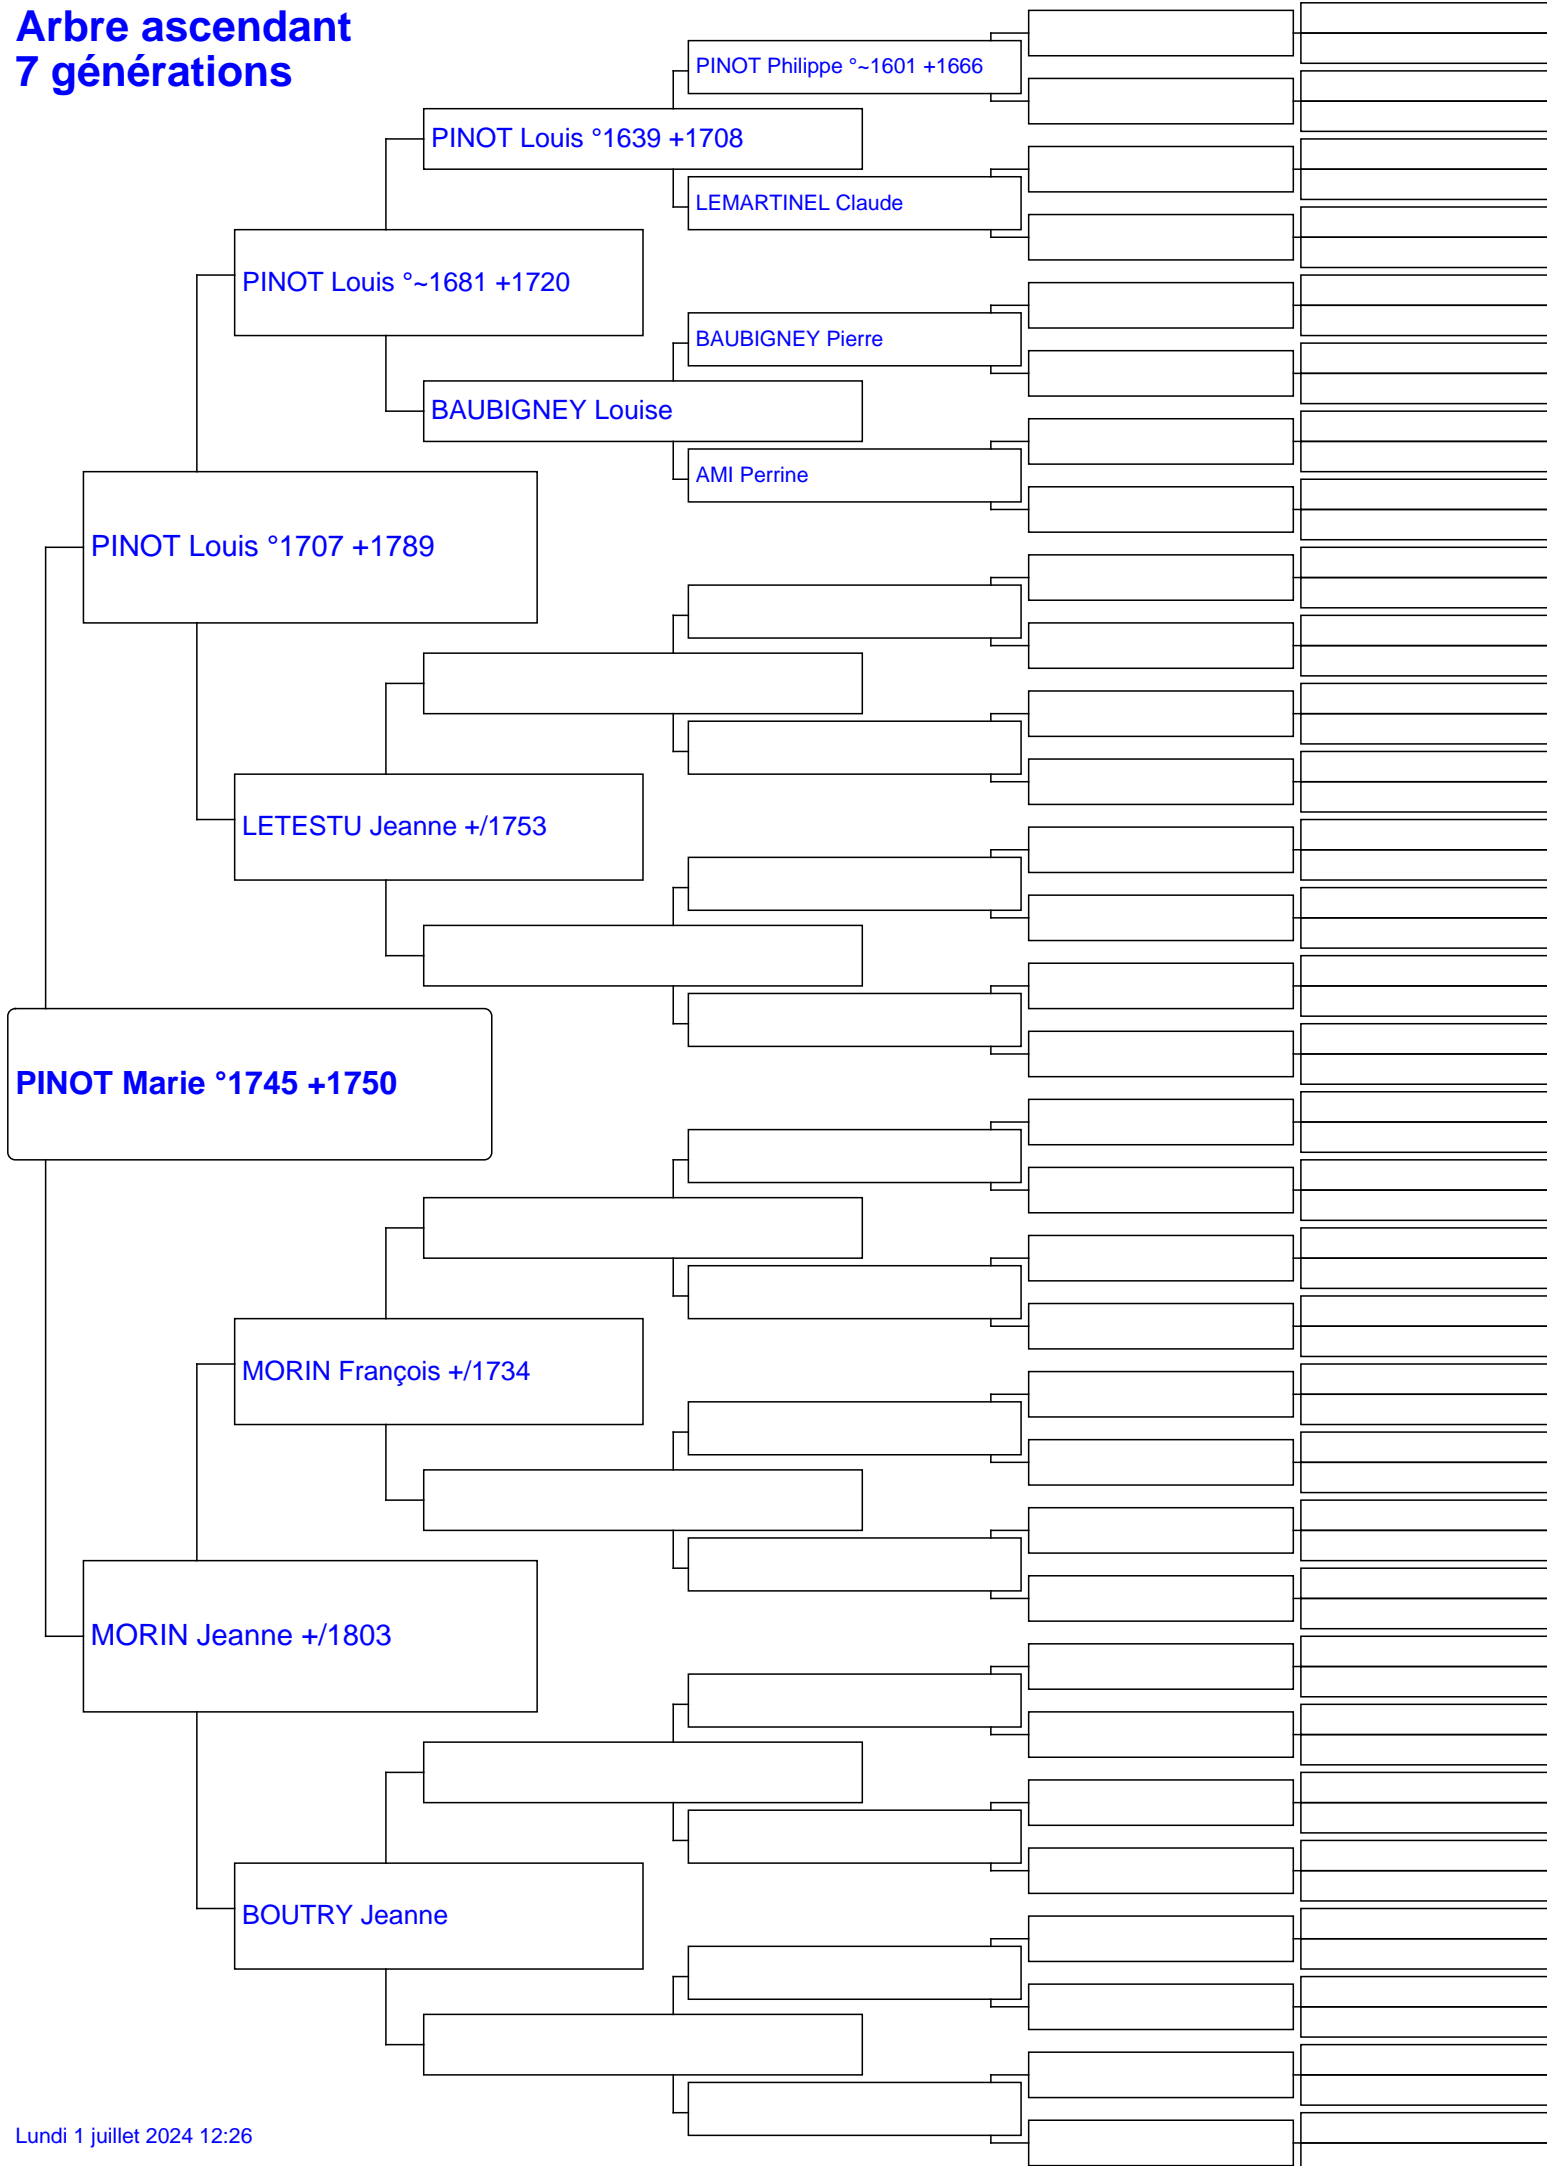 Arbre ascendant
7 générations
PINOT Philippe °~1601 +1666
PINOT Louis °1639 +1708
LEMARTINEL Claude
PINOT Louis °~1681 +1720
BAUBIGNEY Pierre
BAUBIGNEY Louise
AMI Perrine
PINOT Louis °1707 +1789
LETESTU Jeanne +/1753
PINOT Marie °1745 +1750
MORIN François +/1734
MORIN Jeanne +/1803
BOUTRY Jeanne
Lundi 1 juillet 2024 12:26